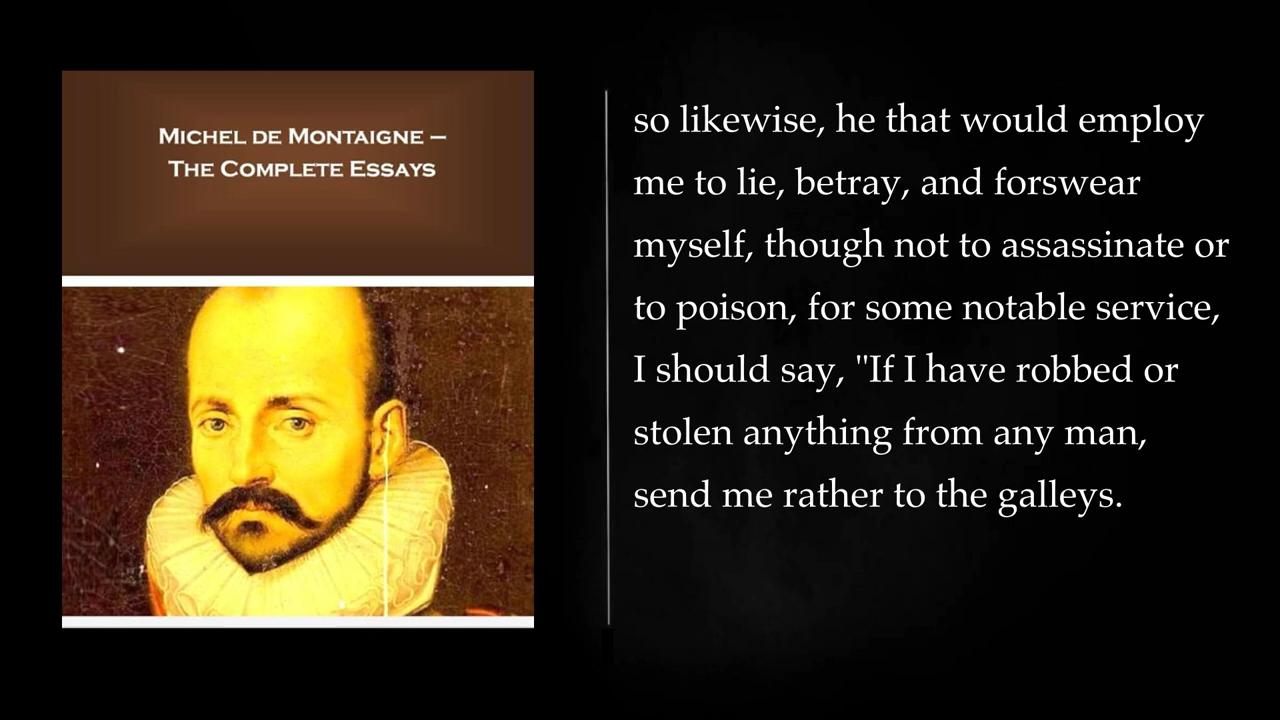 MICHEL DE MONTAIGNE –
THE COMPLETE ESSAYS
so likewise, he that would employ
me to lie, betray, and forswear
myself, though not to assassinate or
to poison, for some notable service,
I should say, "If I have robbed or
stolen anything from any man,
send me rather to the galleys.